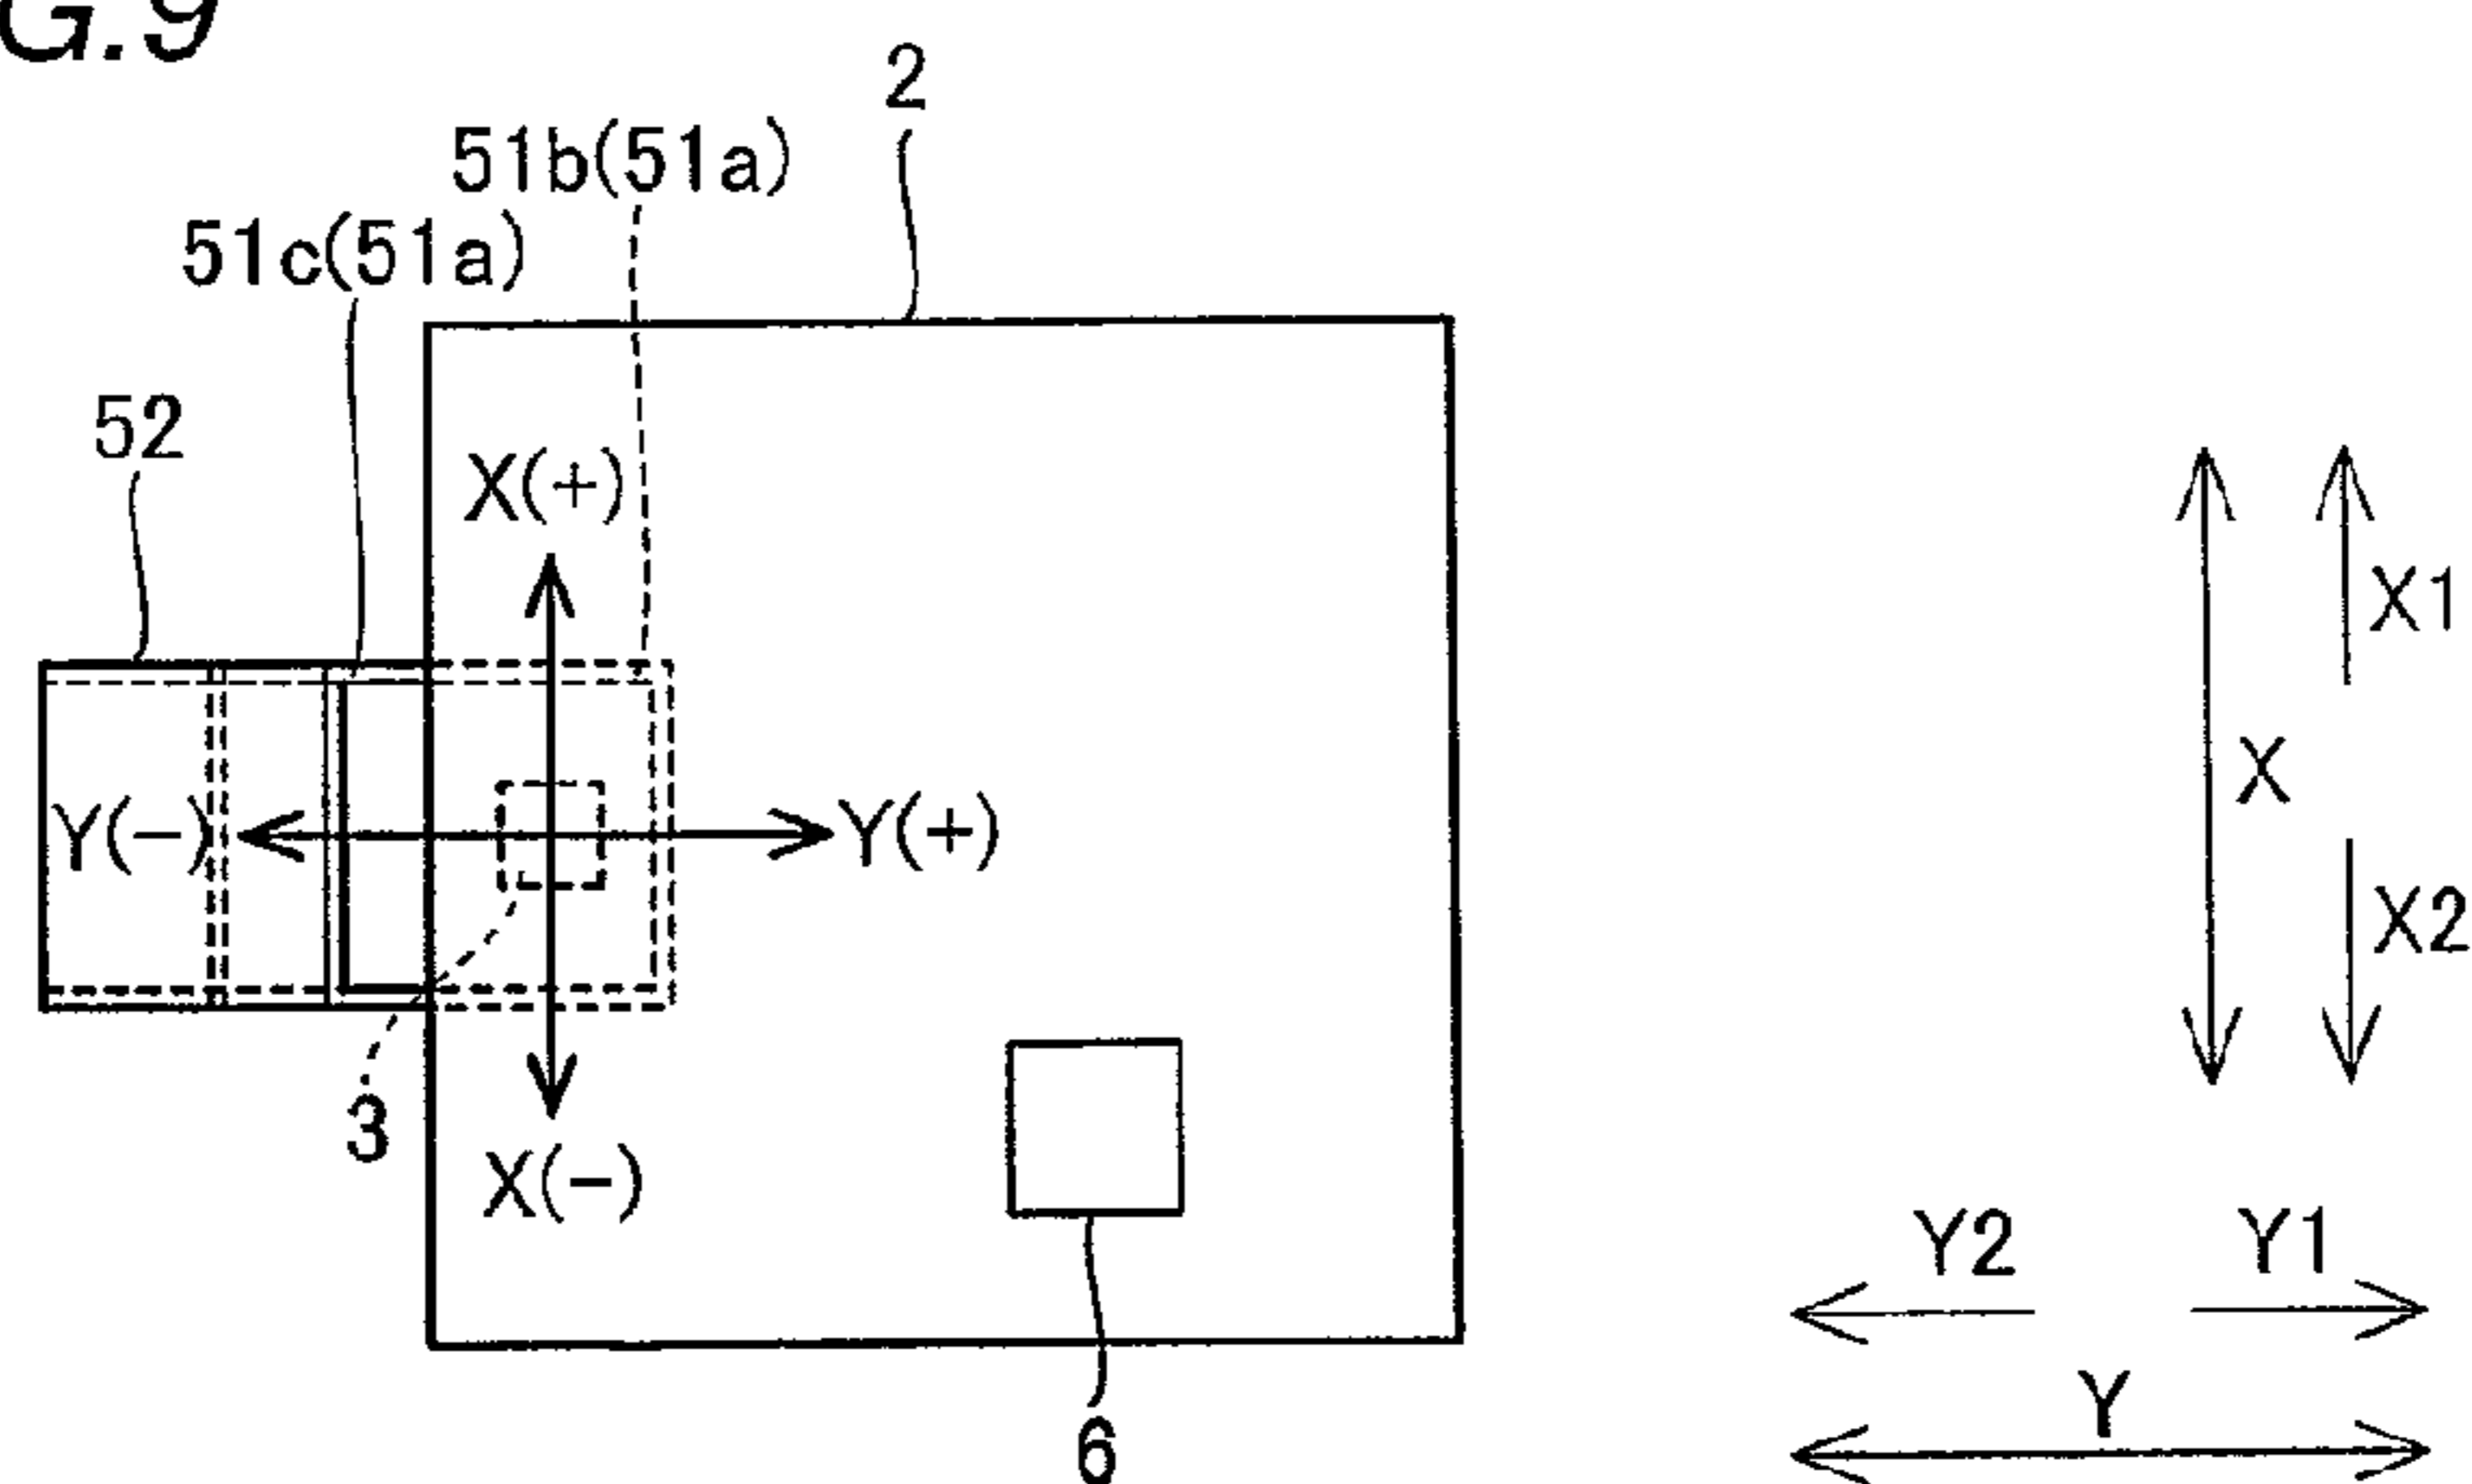 G.9
2
51b(51a)
51c(51a)
52
X(+)
X1
X
Y(-)
Y(+)
X2
3
X(-)
Y2
Y1
Y
6